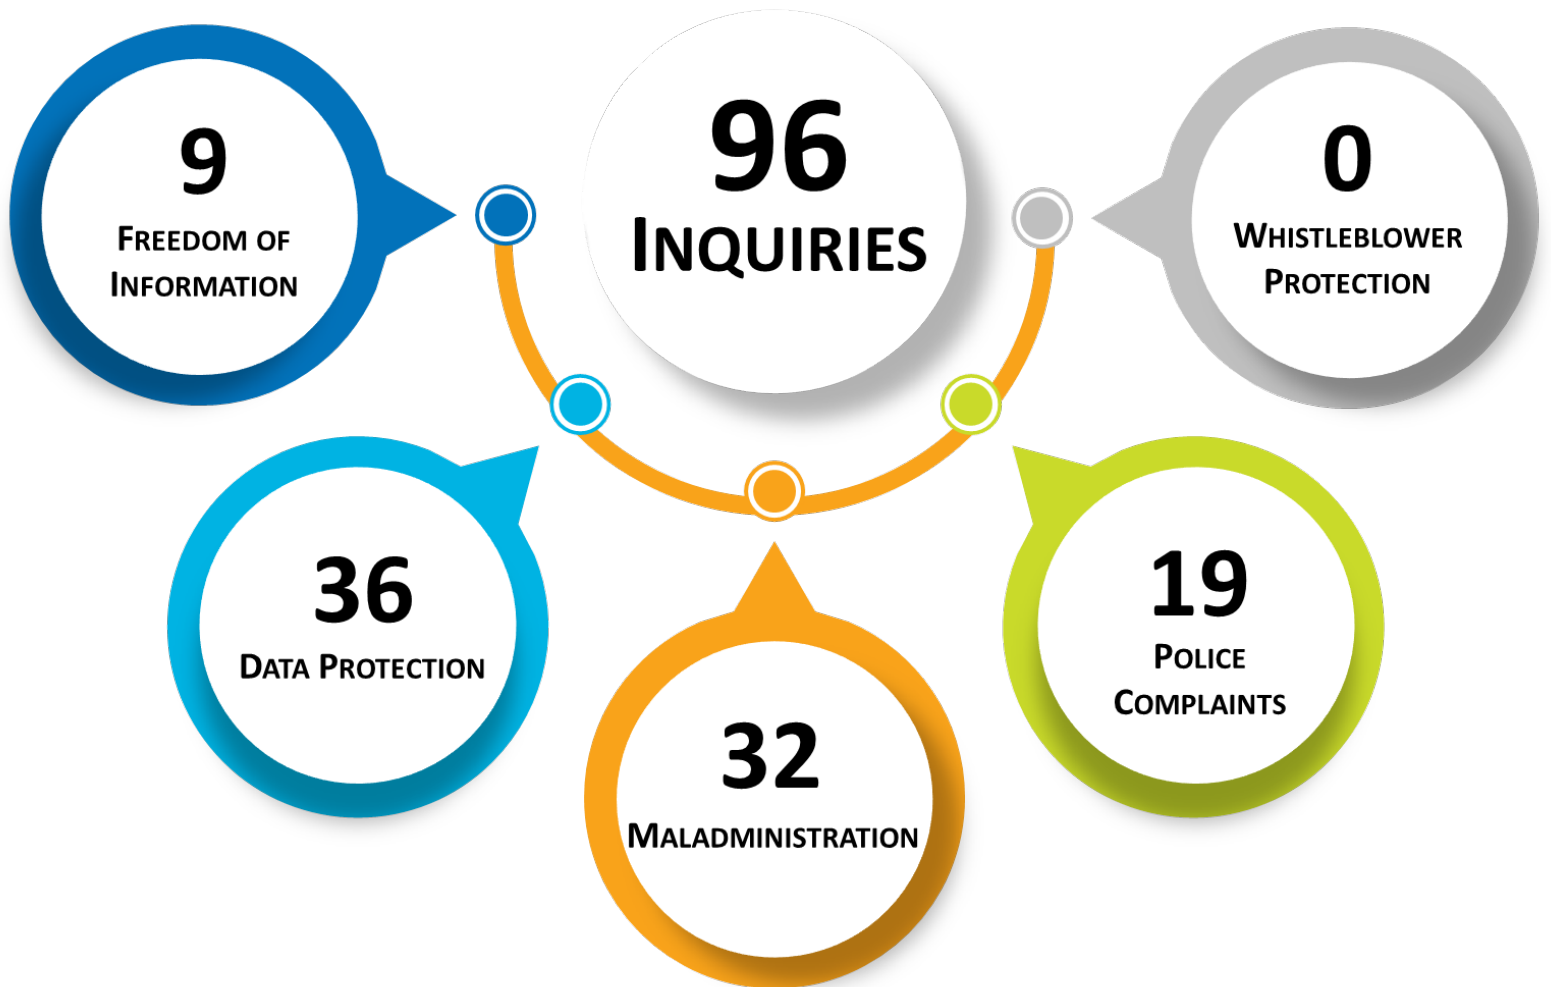 96
INQUIRIES
9
FREEDOM OF
INFORMATION
36
DATA PROTECTION
32
MALADMINISTRATION
19
POLICE
COMPLAINTS
0
WHISTLEBLOWER
PROTECTION